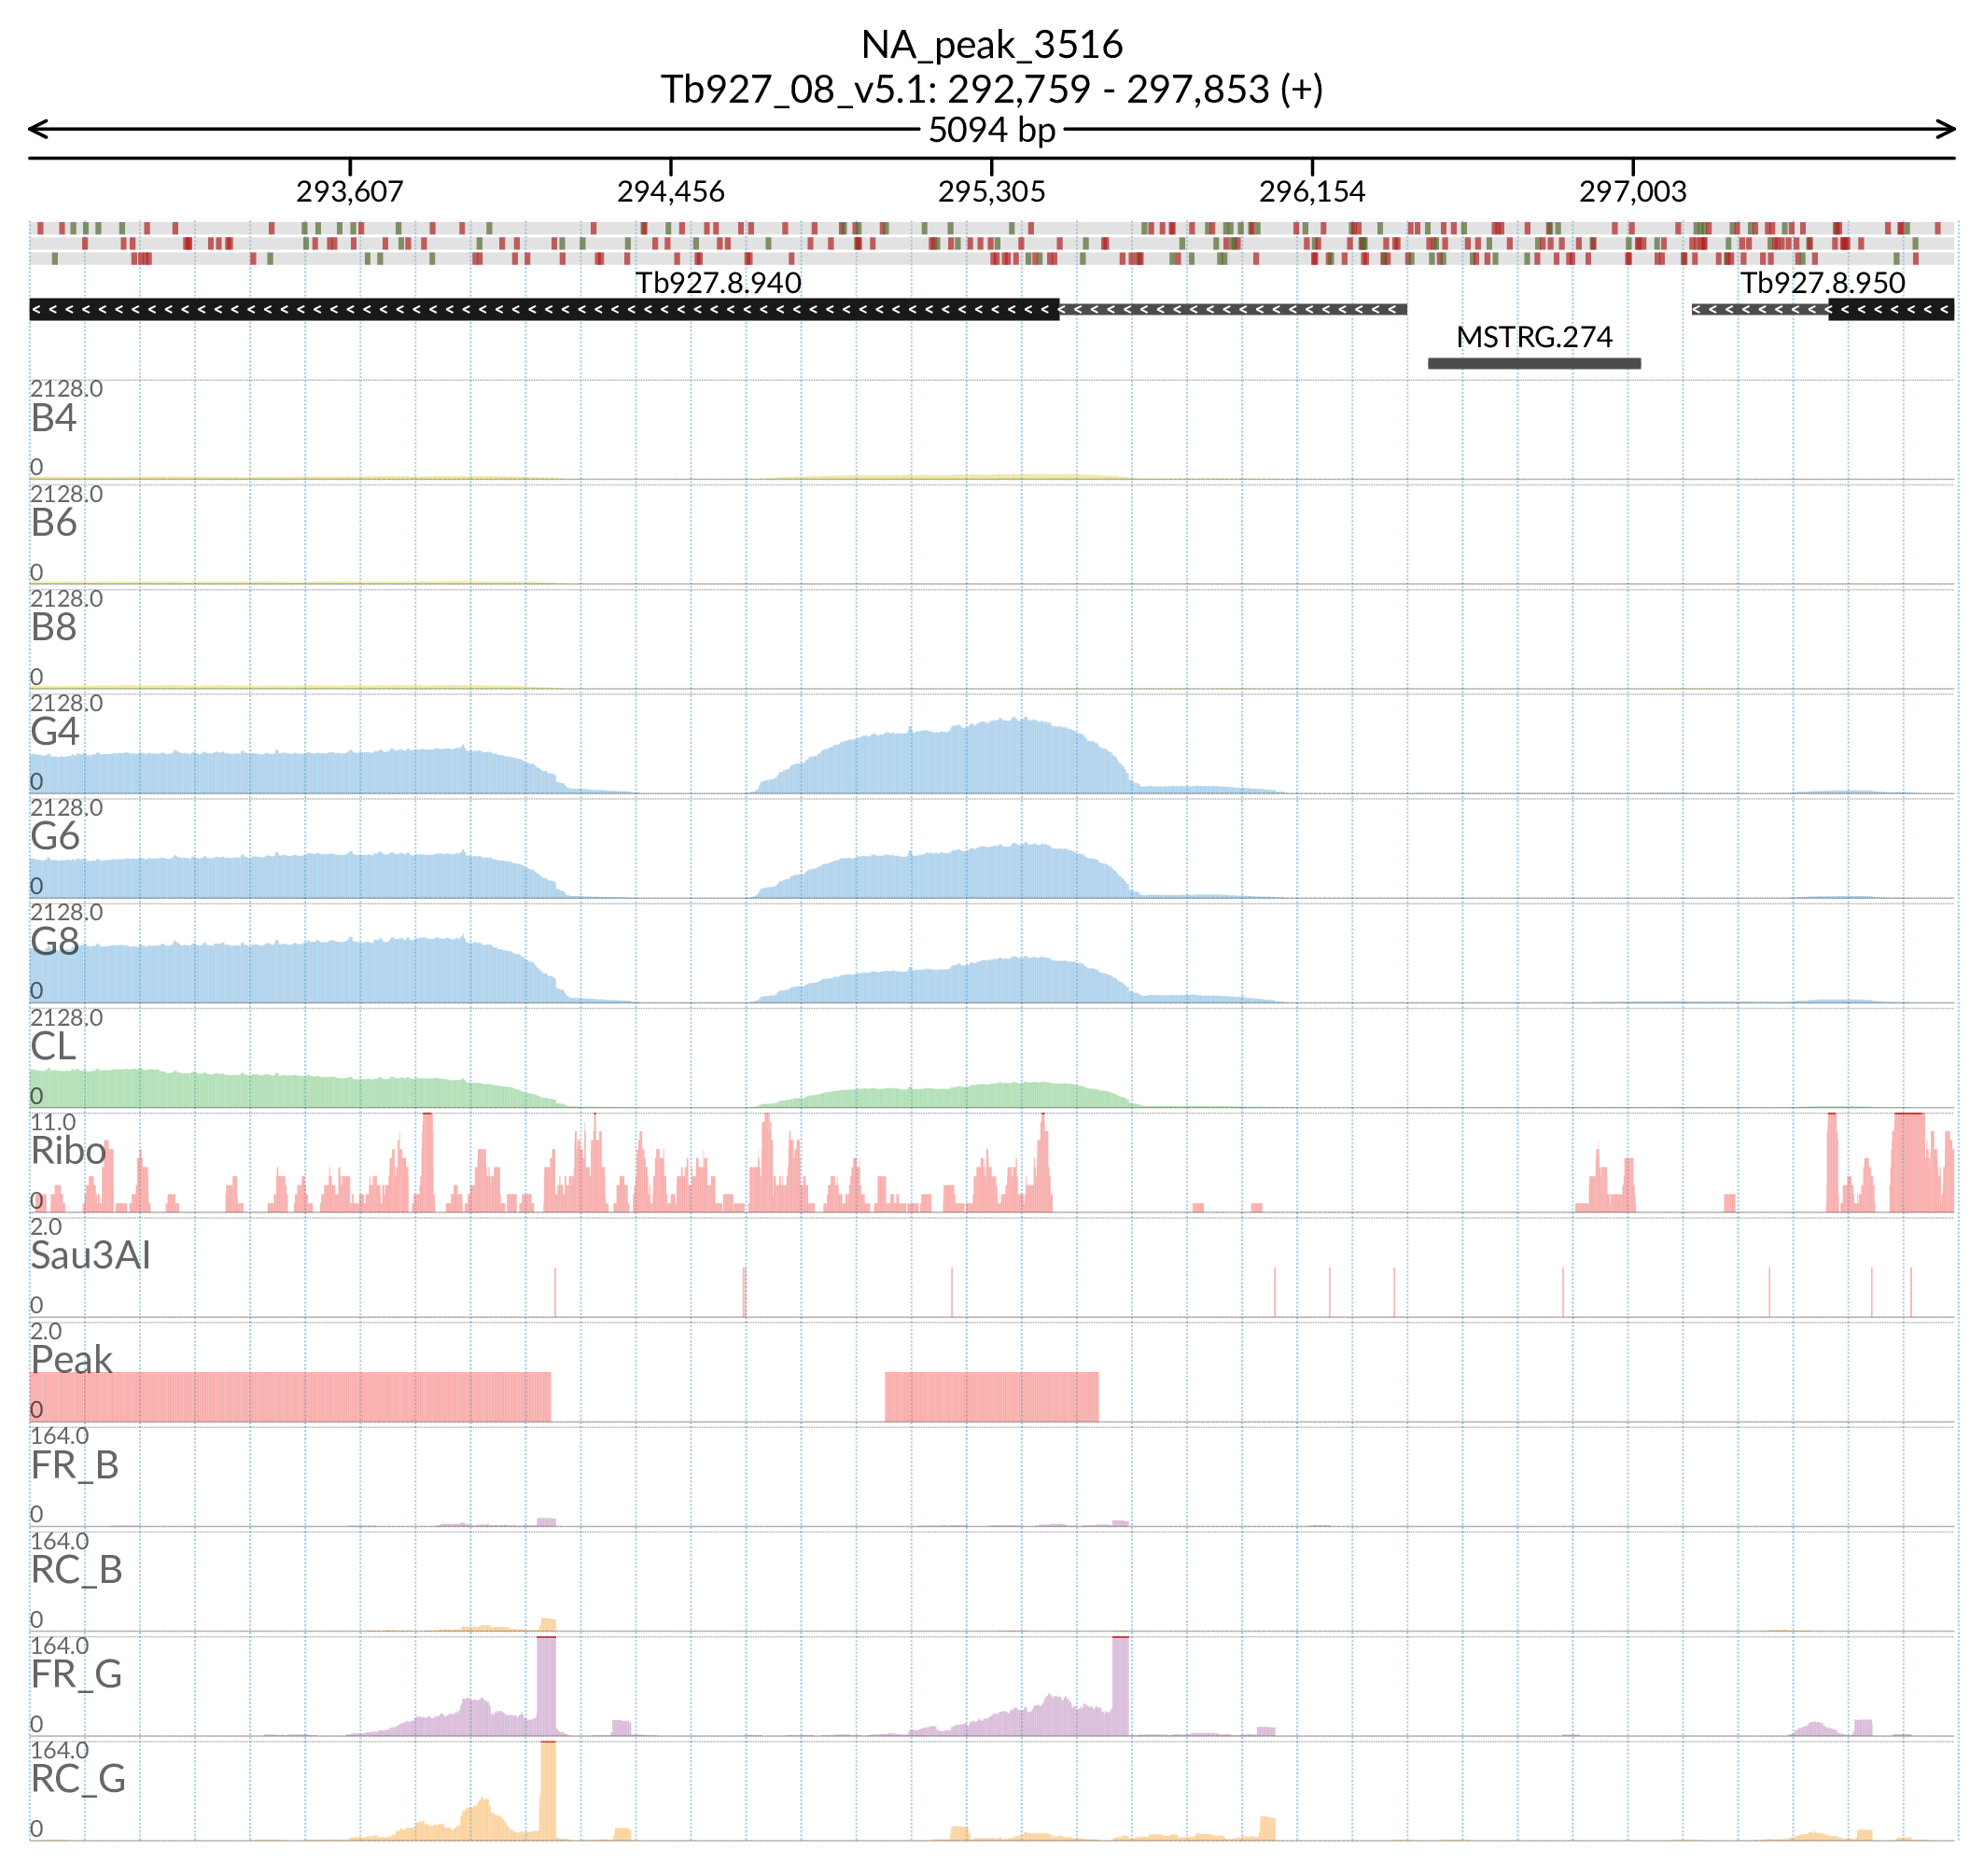 NA_peak_3516
Tb927_08_v5.1: 292,759 - 297,853 (+)
5094 bp
293,607 294,456 295,305 296,154 297,003
Tb927.8.940 Tb927.8.950
MSTRG.274
2128.0
B4
0
2128.0
B6
0
2128.0
B8
0
2128.0
G4
0
2128.0
G6
0
2128.0
G8
0
2128.0
CL
0
11.0
Ribo
0
2.0
Sau3AI
0
2.0
Peak
0
164.0
FR_B
0
164.0
RC_B
0
164.0
FR_G
0
164.0
RC_G
0